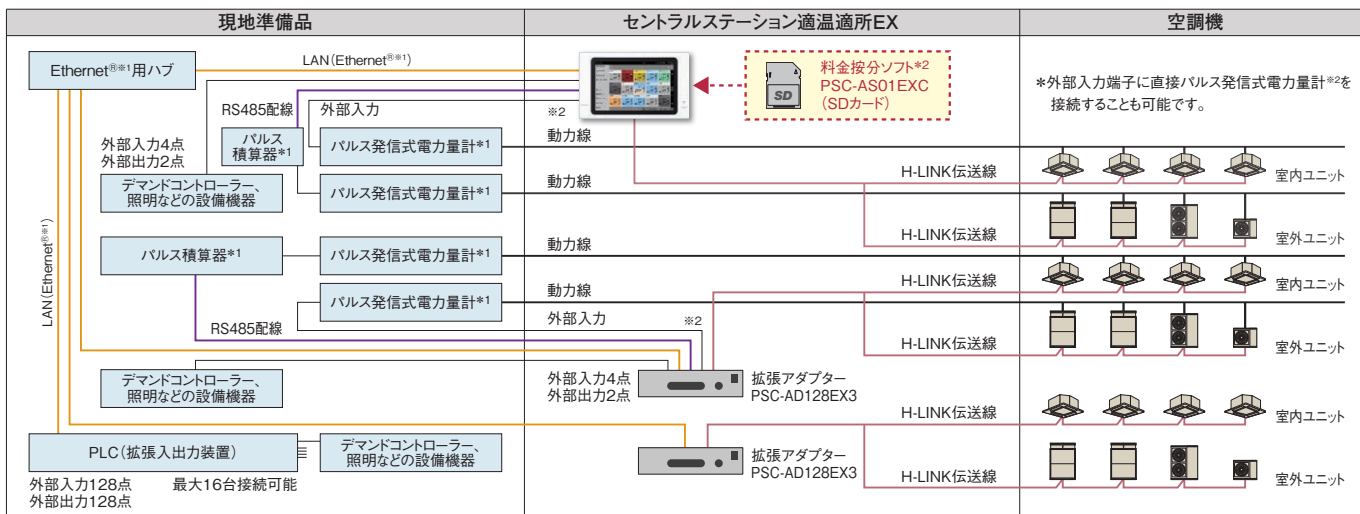 現地準備品
セントラルステーション適温適所EX
空調機
Ethernet®※1用ハブ
LAN(Ethernet®※1)
料金按分ソフト*2
PSC-AS01EXC
(SDカード)
SD
*外部入力端子に直接パルス発信式電力量計※2を
接続することも可能です。
RS485配線
外部入力
※2
動力線
外部入力4点
外部出力2点
パルス
積算器*1
パルス発信式電力量計*1
デマンドコントローラー、
照明などの設備機器
パルス発信式電力量計*1
動力線
H-LINK伝送線
室内ユニット
H-LINK伝送線
室外ユニット
LAN(Ethernet®※1)
パルス積算器*1
パルス発信式電力量計*1
動力線
H-LINK伝送線
室内ユニット
パルス発信式電力量計*1
動力線
RS485配線
外部入力
※2
H-LINK伝送線
室外ユニット
デマンドコントローラー、
照明などの設備機器
外部入力4点
外部出力2点
拡張アダプター
PSC-AD128EX3
H-LINK伝送線
室内ユニット
PLC(拡張入出力装置)
デマンドコントローラー、
照明などの設備機器
拡張アダプター
PSC-AD128EX3
H-LINK伝送線
室外ユニット
外部入力128点
最大16台接続可能
外部出力128点